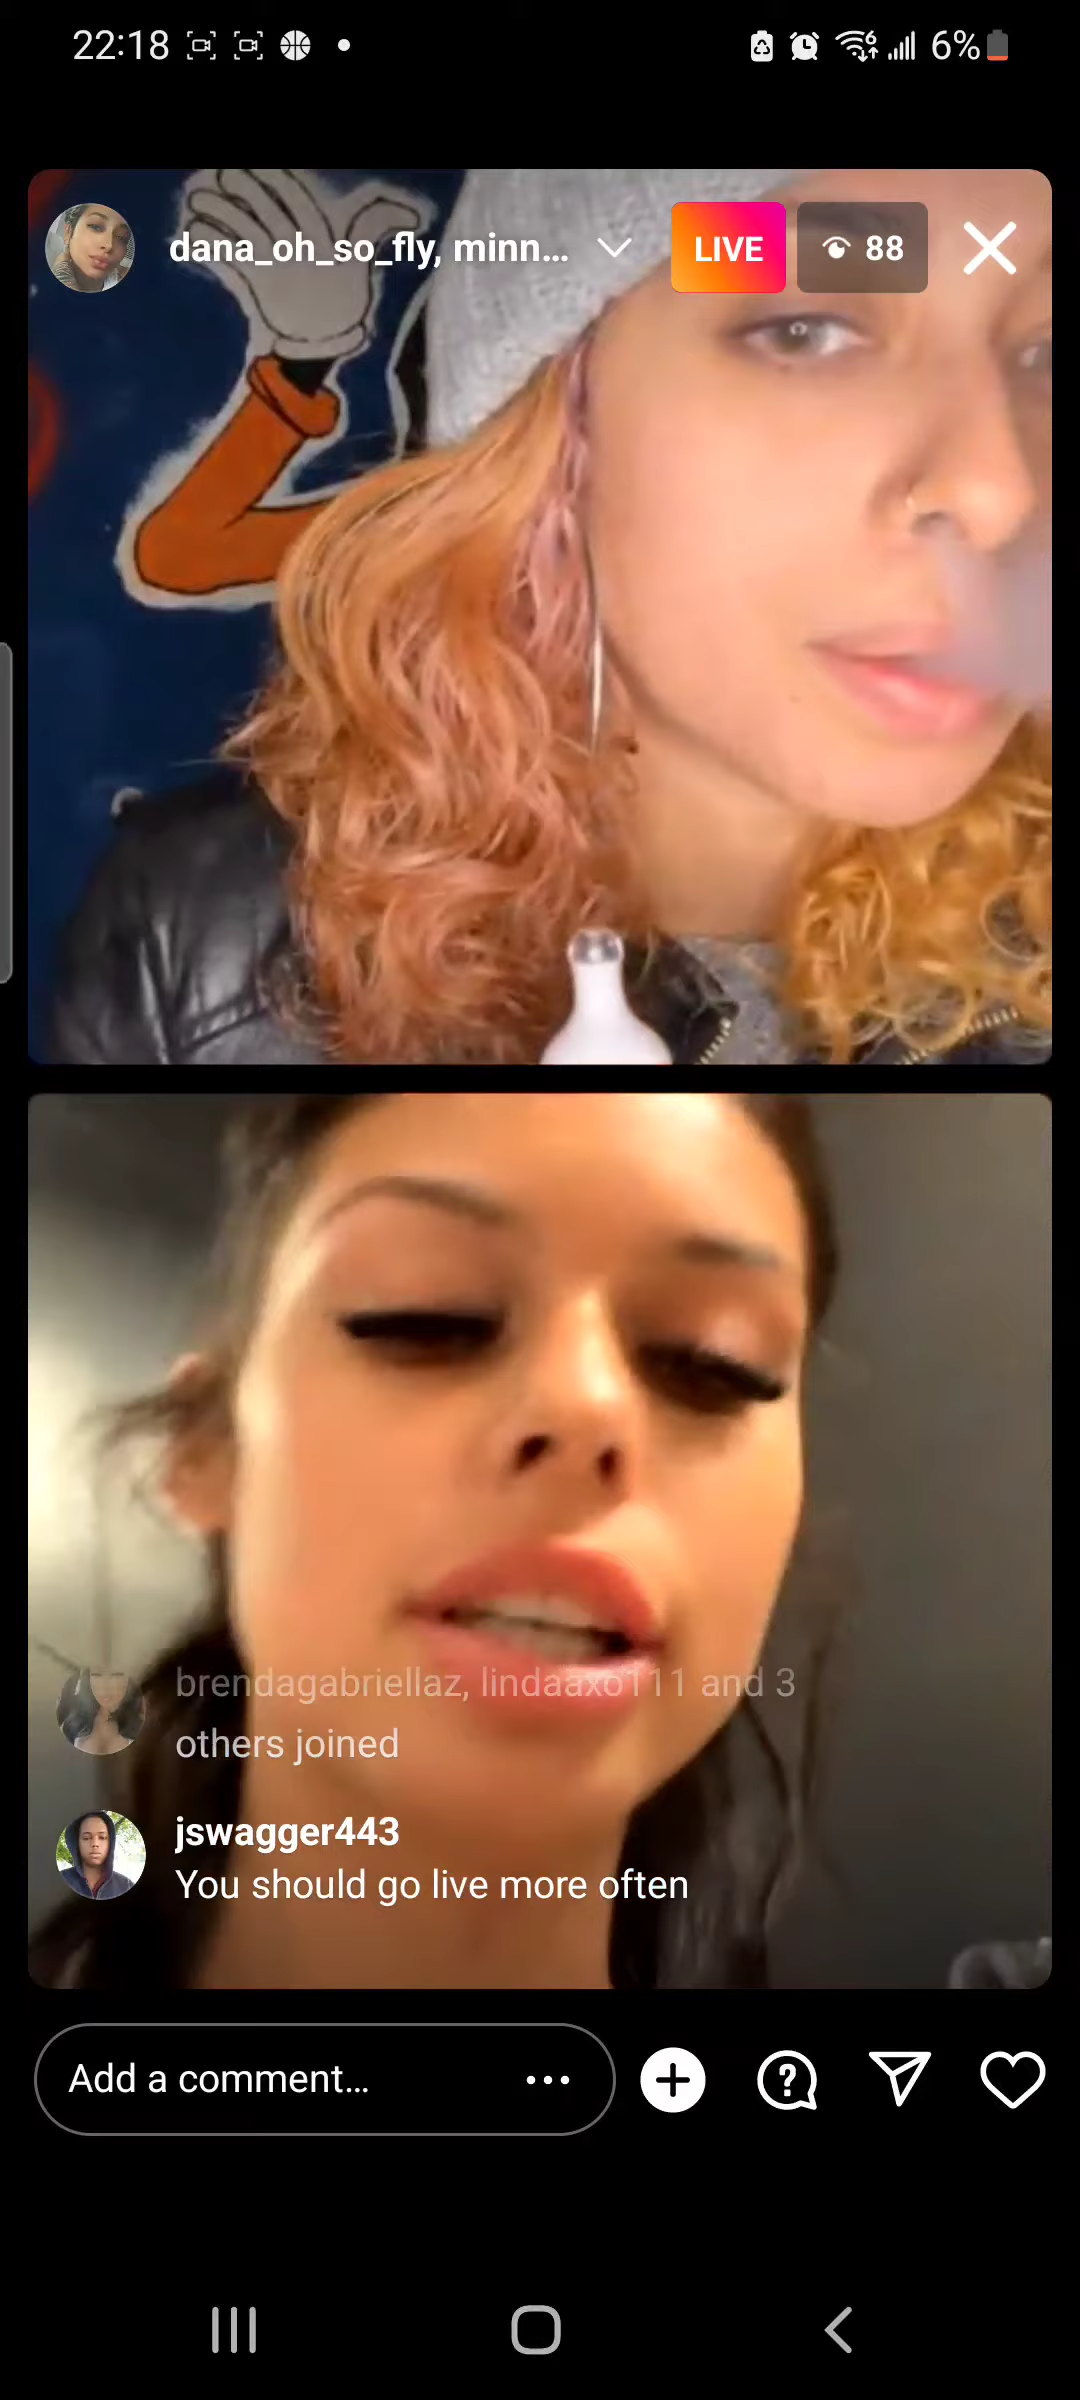 22:18
6%
dana_oh_so_fly, minn...
LIVE
88
brendagabriellaz, lindaaxo111 and 3
others joined
jswagger443
You should go live more often
Add a comment...